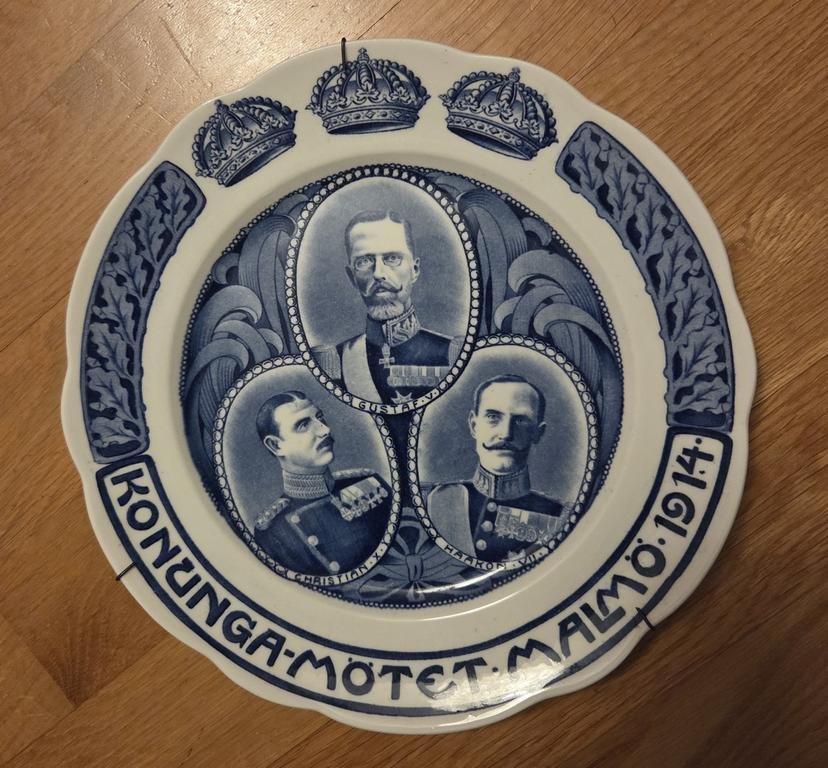 GUSTAF·V·
CHRISTIAN·X·
HAAKON·VII·
KONUNGA-MÖTET·MALMÖ·1914·